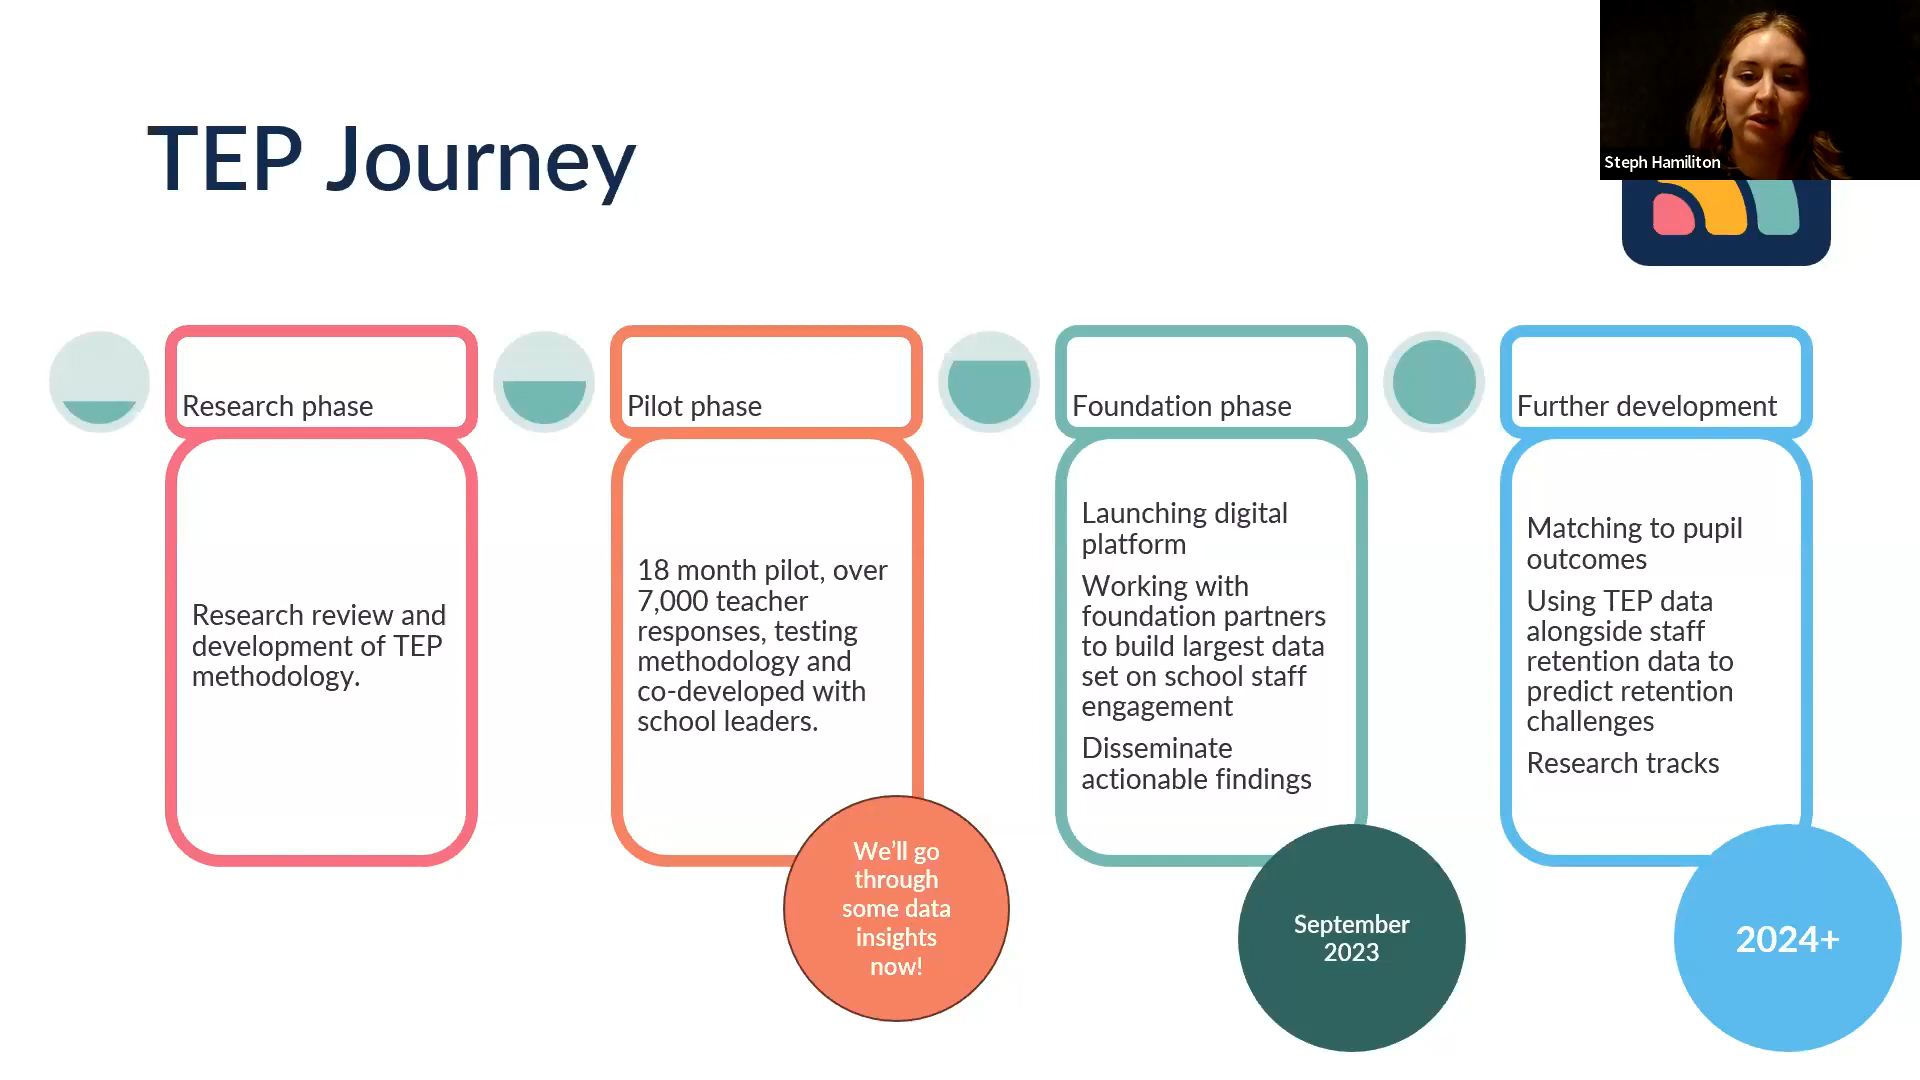 TEP Journey
Steph Hamiliton
Research phase
Research review and
development of TEP
methodology.
Pilot phase
18 month pilot, over
7,000 teacher
responses, testing
methodology and
co-developed with
school leaders.
We’ll go
through
some data
insights
now!
Foundation phase
Launching digital
platform
Working with
foundation partners
to build largest data
set on school staff
engagement
Disseminate
actionable findings
September
2023
Further development
Matching to pupil
outcomes
Using TEP data
alongside staff
retention data to
predict retention
challenges
Research tracks
2024+